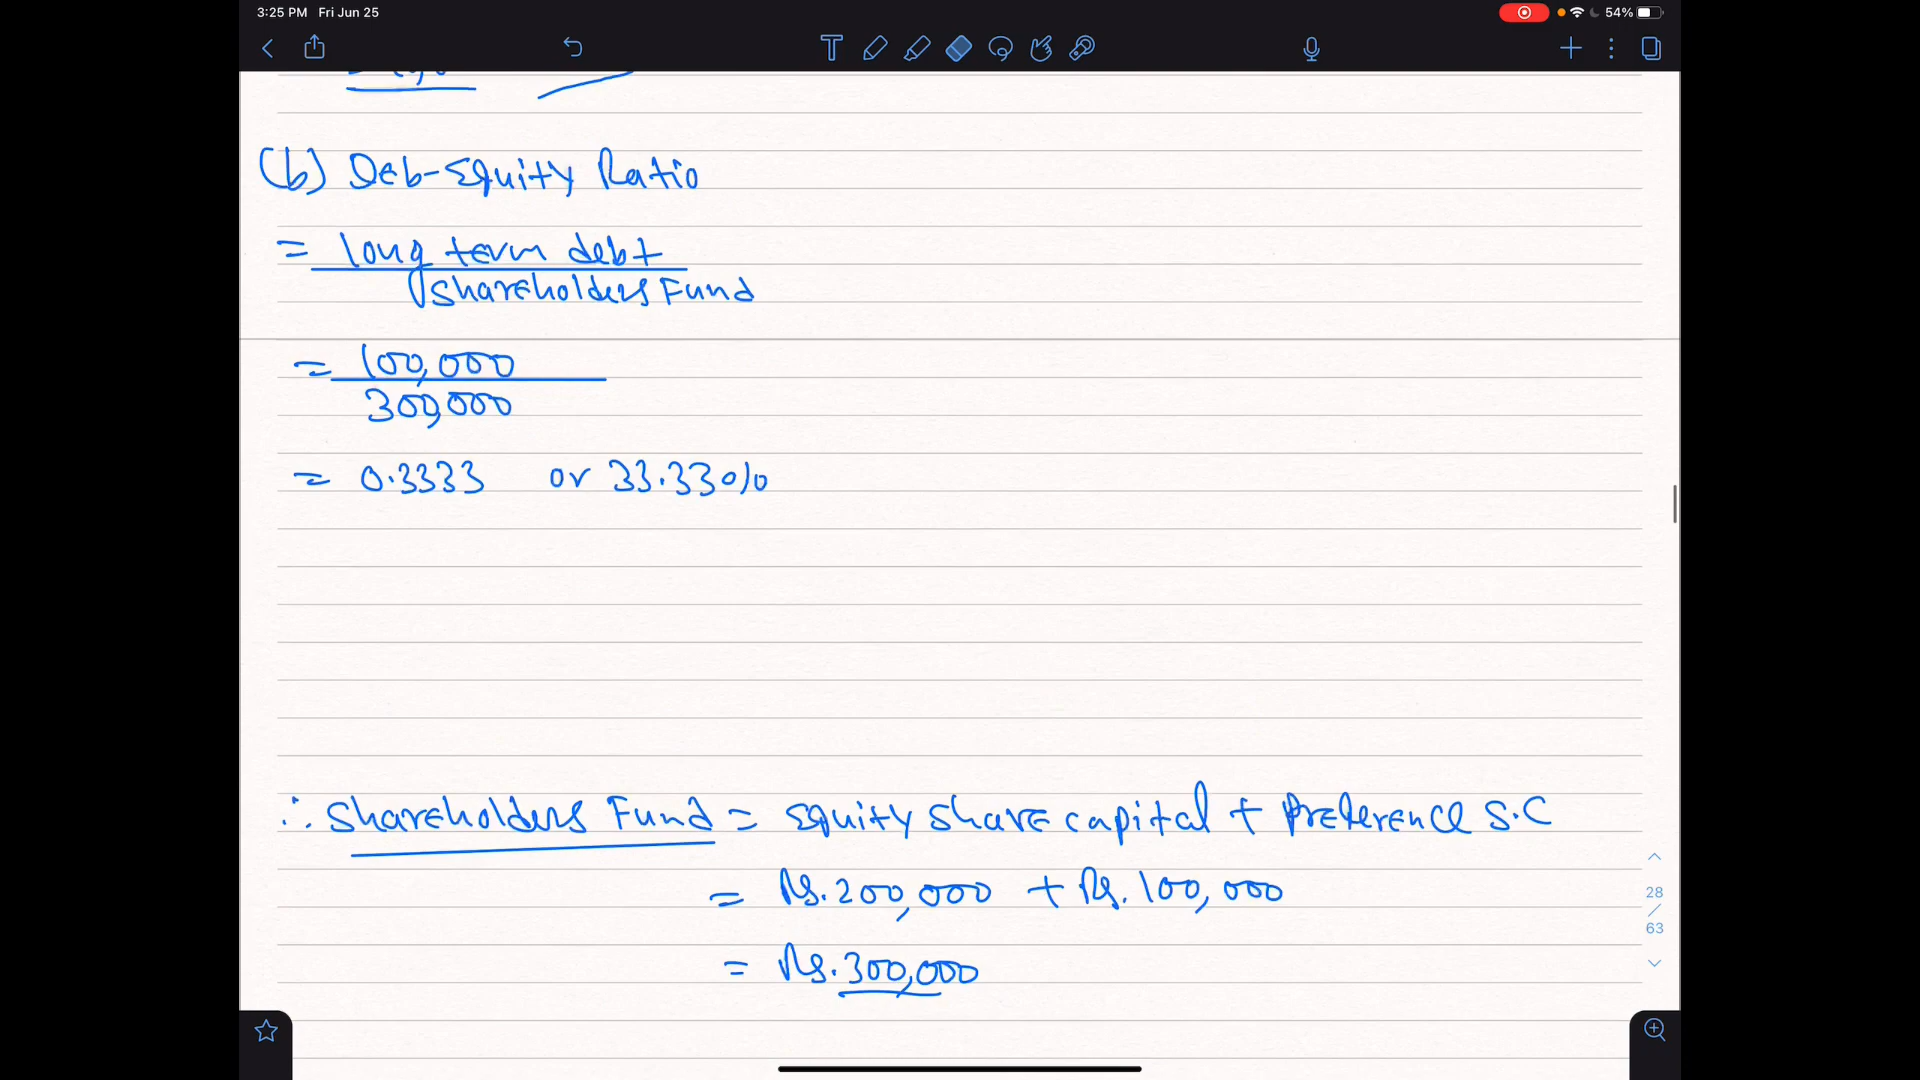 3:25 PM Fri Jun 25
54%
(b) Deb-Equity Ratio
= long term debt
Shareholders Fund
= 100,000
300,000
= 0.3333 or 33.33%
∴ Shareholders Fund = Equity Share capital + Preference S.C
= Rs. 200,000 + Rs. 100,000
= Rs. 300,000
28
/
63